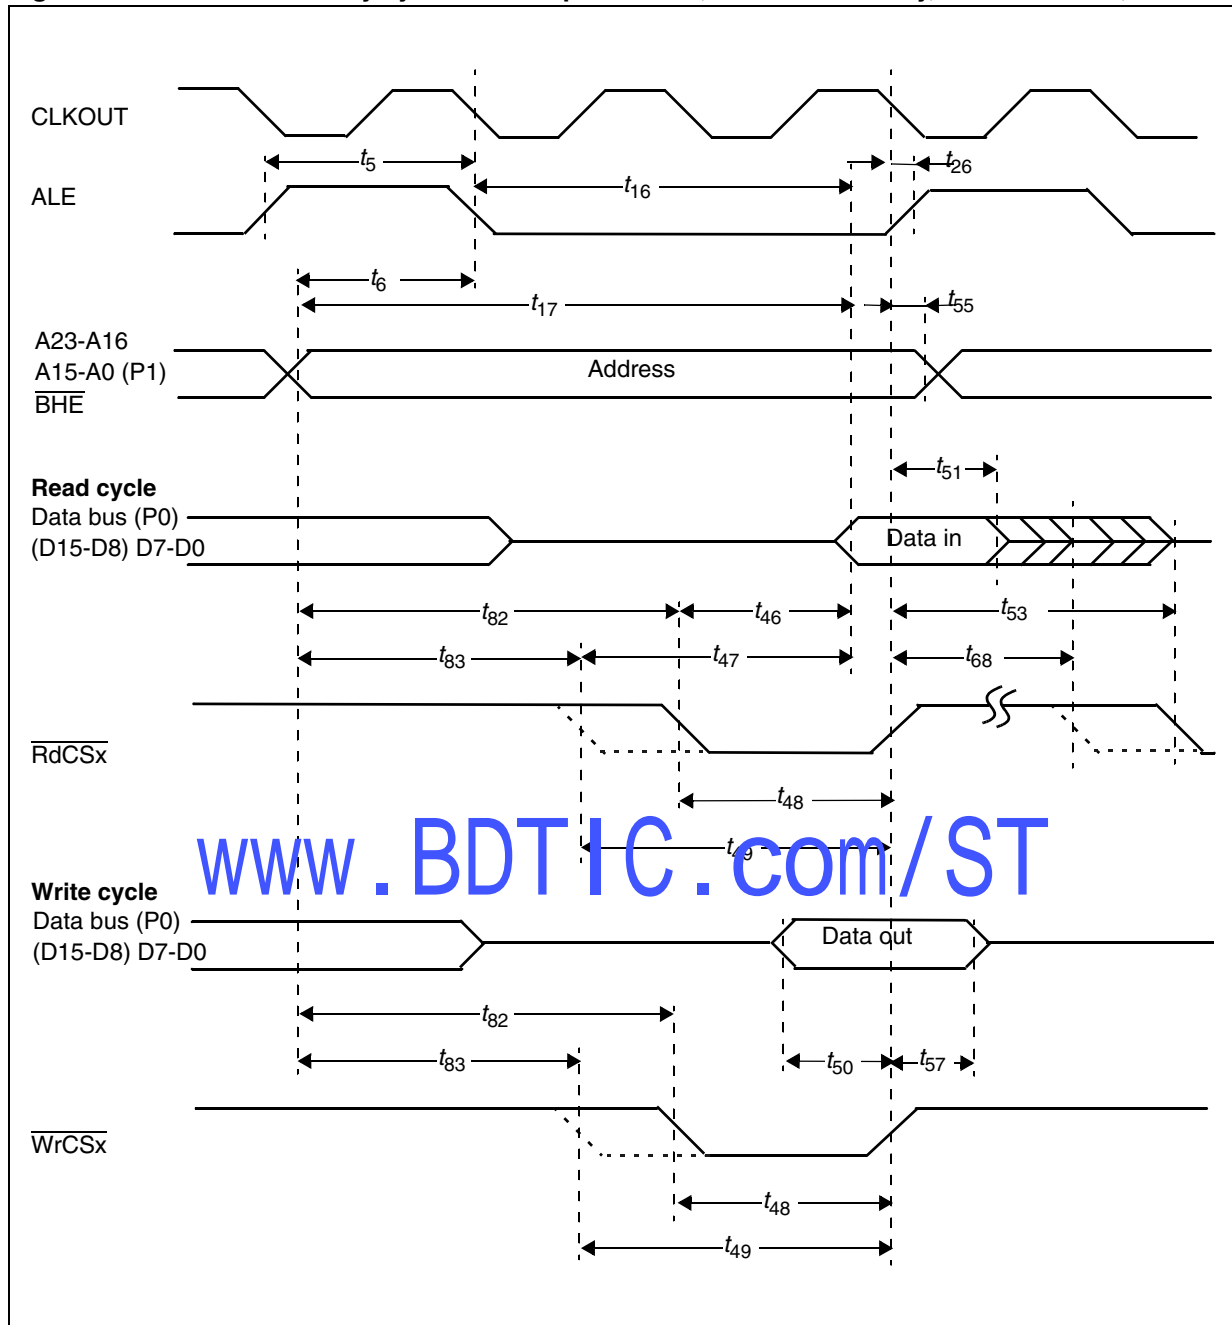 CLKOUT
t5
t26
ALE
t16
t6
t17
t55
A23-A16
A15-A0 (P1)
BHE
Address
t51
Read cycle
Data bus (P0)
(D15-D8) D7-D0
Data in
t82
t46
t53
t83
t47
t68
RdCSx
t48
t49
www.BDTIC.com/ST
Write cycle
Data bus (P0)
(D15-D8) D7-D0
Data out
t82
t83
t50
t57
WrCSx
t48
t49